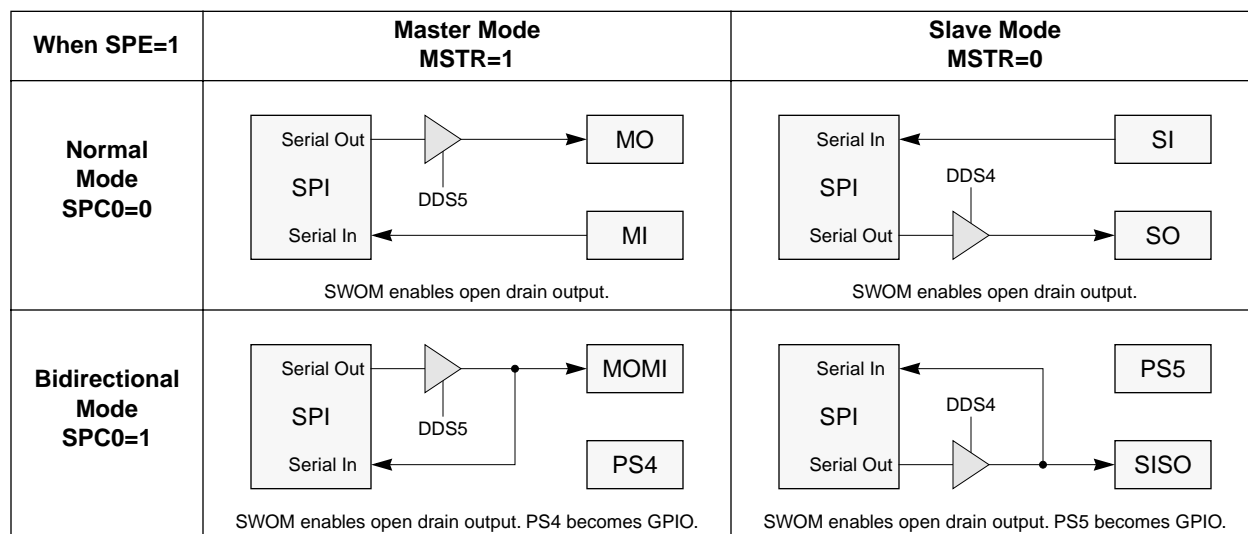 When SPE=1
Master Mode
MSTR=1
Slave Mode
MSTR=0
Normal
Mode
SPC0=0
Serial Out
SPI
Serial In
DDS5
MO
MI
SWOM enables open drain output.
Serial In
SPI
Serial Out
DDS4
SI
SO
SWOM enables open drain output.
Bidirectional
Mode
SPC0=1
Serial Out
SPI
Serial In
DDS5
MOMI
PS4
SWOM enables open drain output. PS4 becomes GPIO.
Serial In
SPI
Serial Out
DDS4
PS5
SISO
SWOM enables open drain output. PS5 becomes GPIO.